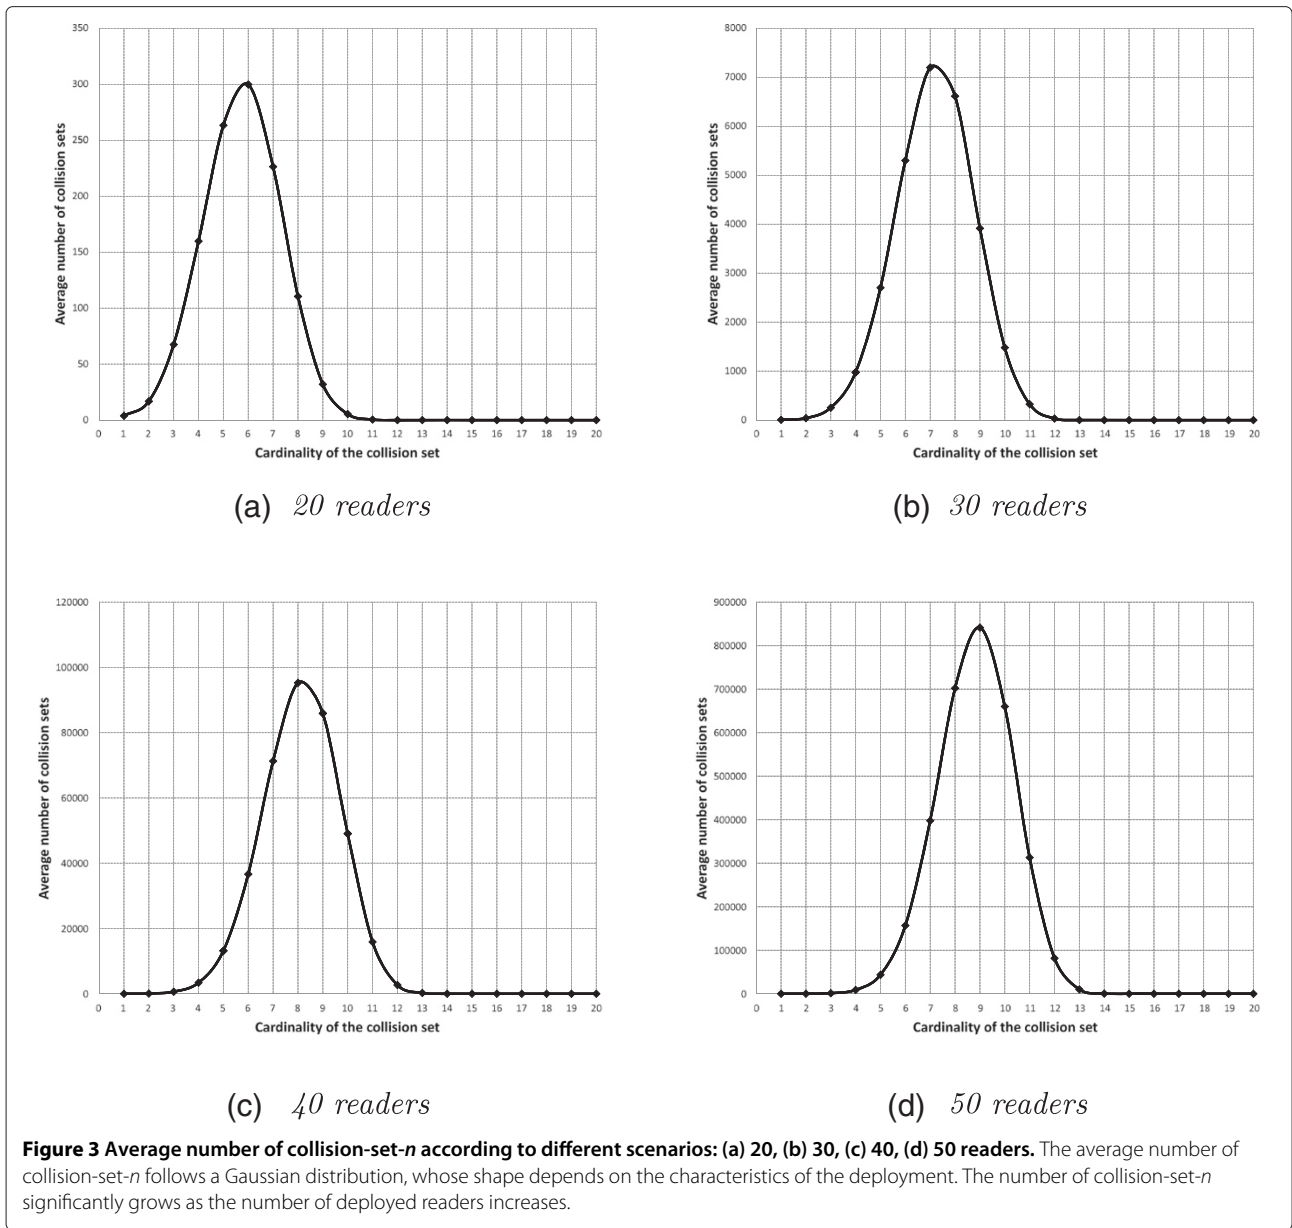 350
300
250
200
150
100
50
0
Average number of collision sets
0 1 2 3 4 5 6 7 8 9 10 11 12 13 14 15 16 17 18 19 20
Cardinality of the collision set
(a) 20 readers
8000
7000
6000
5000
4000
3000
2000
1000
0
Average number of collision sets
0 1 2 3 4 5 6 7 8 9 10 11 12 13 14 15 16 17 18 19 20
Cardinality of the collision set
(b) 30 readers
120000
100000
80000
60000
40000
20000
0
Average number of collision sets
0 1 2 3 4 5 6 7 8 9 10 11 12 13 14 15 16 17 18 19 20
Cardinality of the collision set
(c) 40 readers
900000
800000
700000
600000
500000
400000
300000
200000
100000
0
Average number of collision sets
0 1 2 3 4 5 6 7 8 9 10 11 12 13 14 15 16 17 18 19 20
Cardinality of the collision set
(d) 50 readers
Figure 3 Average number of collision-set-n according to different scenarios: (a) 20, (b) 30, (c) 40, (d) 50 readers. The average number of
collision-set-n follows a Gaussian distribution, whose shape depends on the characteristics of the deployment. The number of collision-set-n
significantly grows as the number of deployed readers increases.